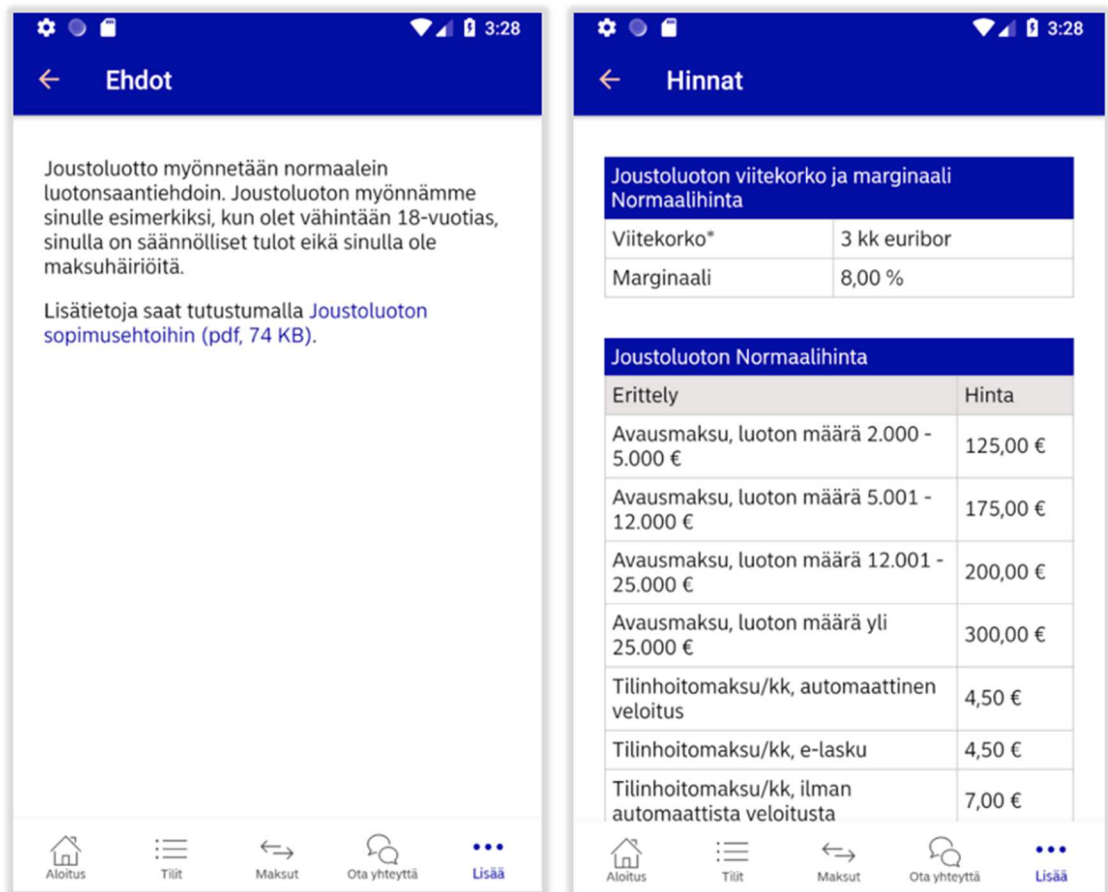 3:28
Ehdot
Joustoluotto myönnetään normaalein
luotonsaantiehdoin. Joustoluoton myönnämme
sinulle esimerkiksi, kun olet vähintään 18-vuotias,
sinulla on säännölliset tulot eikä sinulla ole
maksuhäiriöitä.
Lisätietoja saat tutustumalla Joustoluoton
sopimusehtoihin (pdf, 74 KB).
Aloitus Tilit Maksut Ota yhteyttä Lisää
3:28
Hinnat
Joustoluoton viitekorko ja marginaali
Normaalihinta
Viitekorko* 3 kk euribor
Marginaali 8,00 %
Joustoluoton Normaalihinta
Erittely Hinta
Avausmaksu, luoton määrä 2.000 -
5.000 € 125,00 €
Avausmaksu, luoton määrä 5.001 -
12.000 € 175,00 €
Avausmaksu, luoton määrä 12.001 -
25.000 € 200,00 €
Avausmaksu, luoton määrä yli
25.000 € 300,00 €
Tilinhoitomaksu/kk, automaattinen
veloitus 4,50 €
Tilinhoitomaksu/kk, e-lasku 4,50 €
Tilinhoitomaksu/kk, ilman
automaattista veloitusta 7,00 €
Aloitus Tilit Maksut Ota yhteyttä Lisää